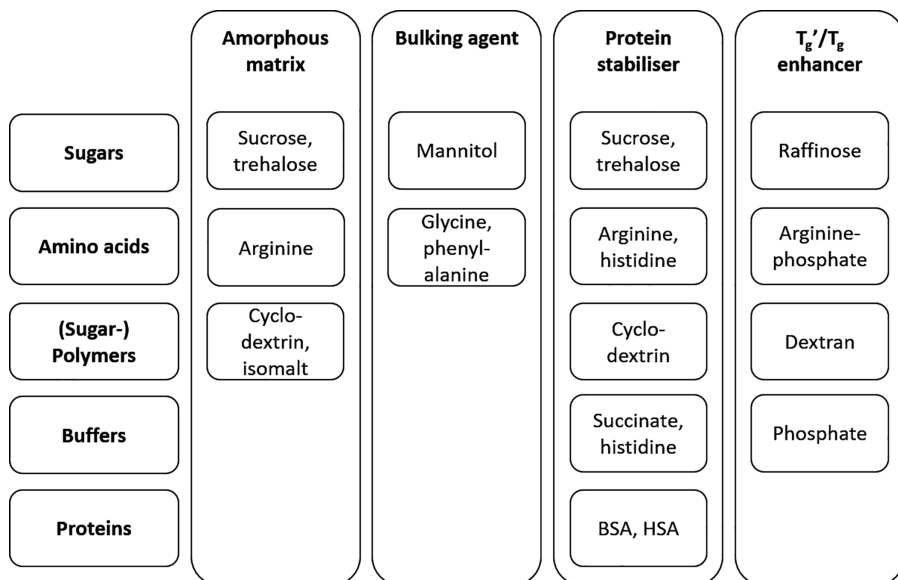 Amorphous
matrix
Bulking agent
Protein
stabiliser
Tg’/Tg
enhancer
Sugars
Sucrose,
trehalose
Mannitol
Sucrose,
trehalose
Raffinose
Amino acids
Arginine
Glycine,
phenyl-
alanine
Arginine,
histidine
Arginine-
phosphate
(Sugar-)
Polymers
Cyclo-
dextrin,
isomalt
Cyclo-
dextrin
Dextran
Buffers
Succinate,
histidine
Phosphate
Proteins
BSA, HSA